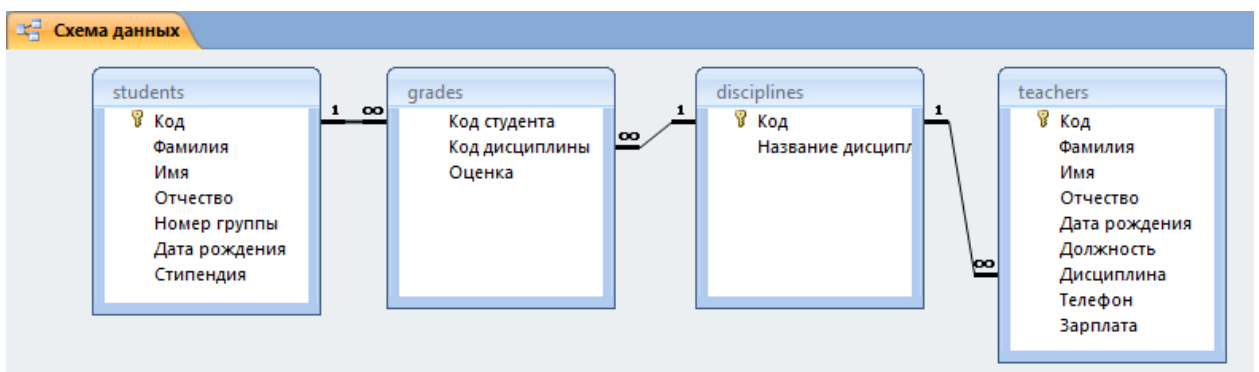 Схема данных
students
Код
Фамилия
Имя
Отчество
Номер группы
Дата рождения
Стипендия
1 ∞
grades
Код студента
Код дисциплины
Оценка
∞ 1
disciplines
Код
Название дисципл
1 ∞
teachers
Код
Фамилия
Имя
Отчество
Дата рождения
Должность
Дисциплина
Телефон
Зарплата